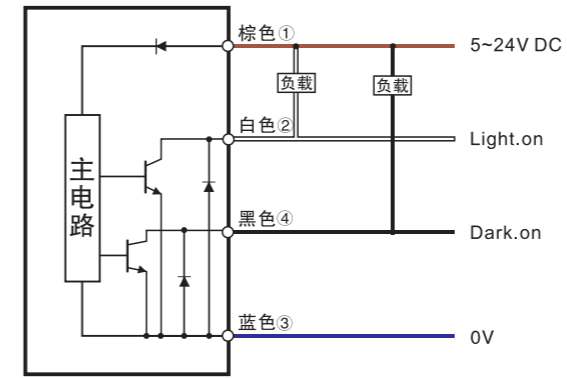 棕色①
5~24V DC
负载
负载
白色②
Light.on
主电路
黑色④
Dark.on
蓝色③
0V